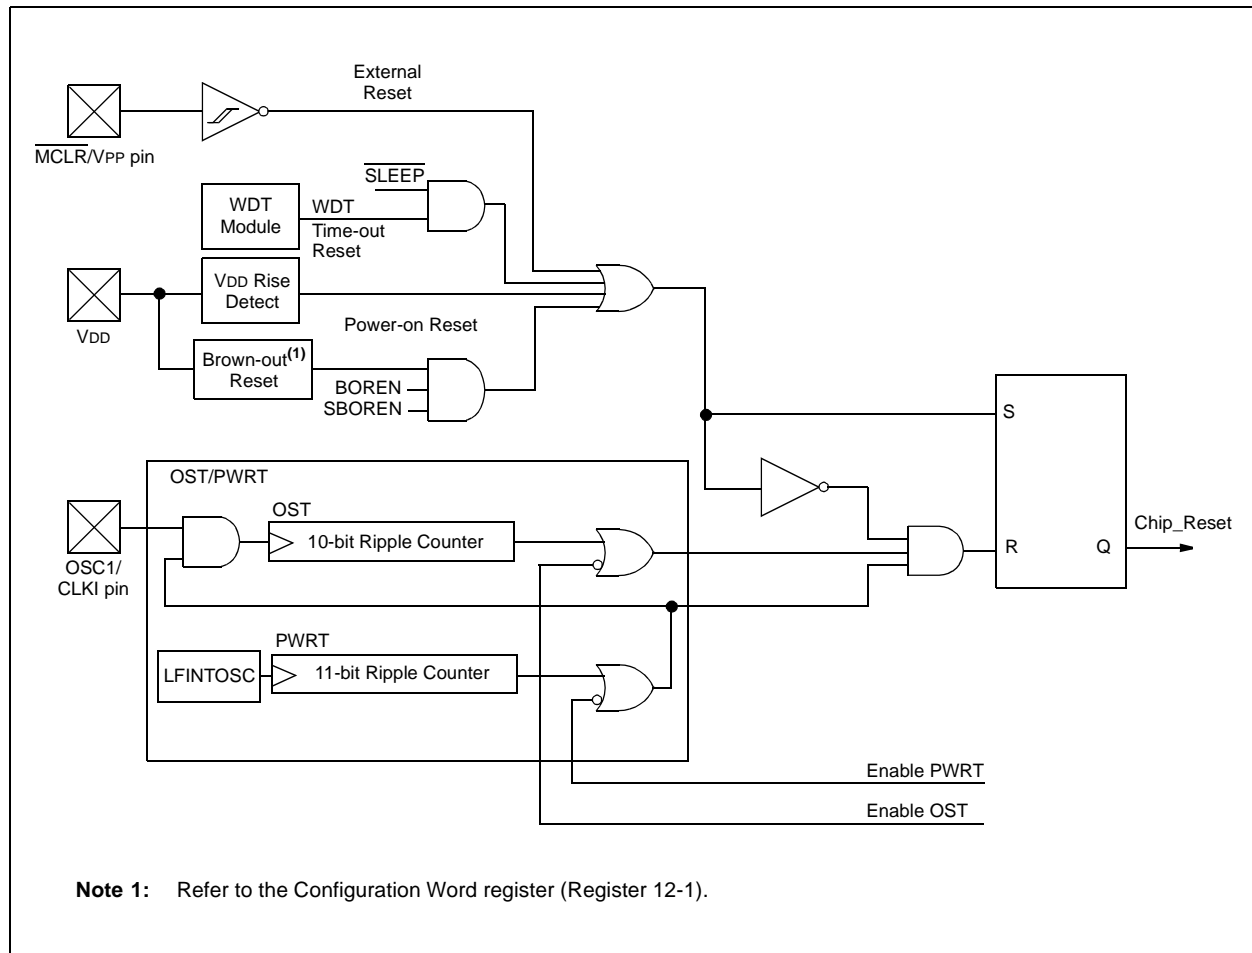 External
Reset
MCLR/VPP pin
SLEEP
WDT
Module
WDT
Time-out
Reset
VDD Rise
Detect
VDD
Power-on Reset
Brown-out(1)
Reset
BOREN
SBOREN
S
OST/PWRT
OST
10-bit Ripple Counter
OSC1/
CLKI pin
R
Q
Chip_Reset
PWRT
LFINTOSC
11-bit Ripple Counter
Enable PWRT
Enable OST
Note 1: Refer to the Configuration Word register (Register 12-1).